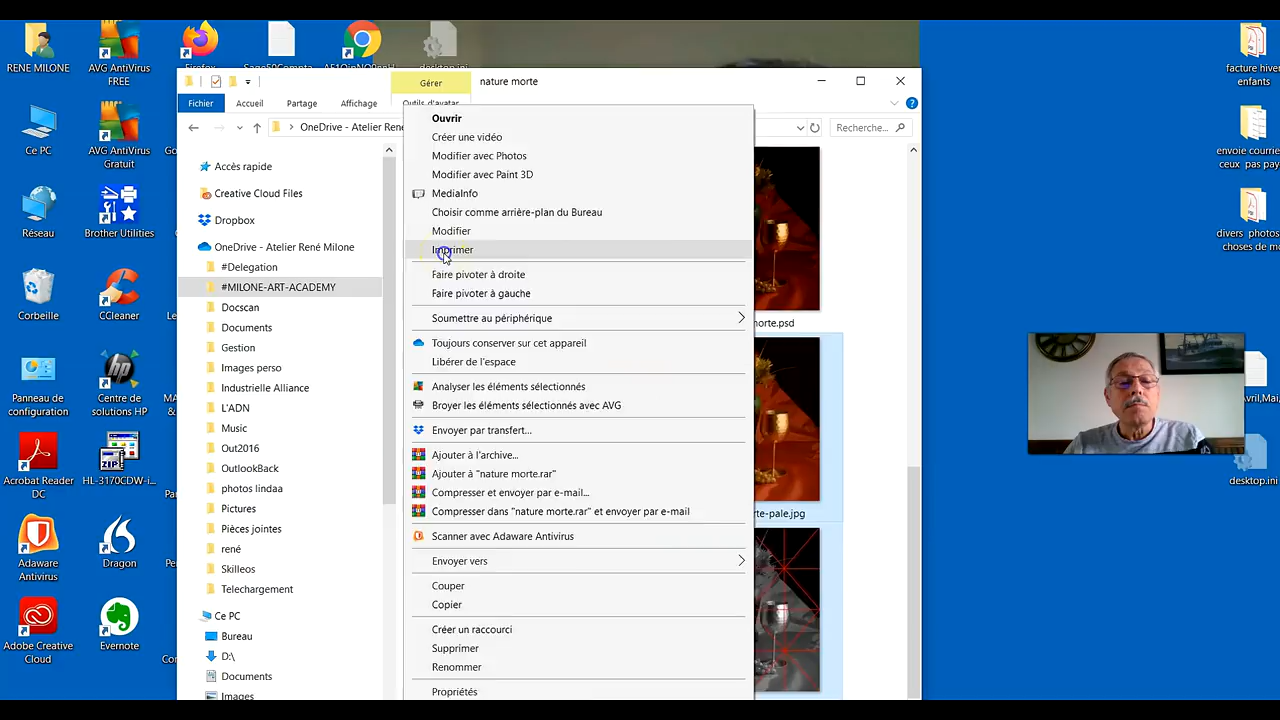 RENE MILONE
AVG AntiVirus
FREE
Firefox
Sage50Compta
desktop.ini
Ce PC
AVG AntiVirus
Gratuit
Réseau
Brother Utilities
Corbeille
CCleaner
Panneau de
configuration
Centre de
solutions HP
Acrobat Reader
DC
HL-3170CDW-i...
Adaware
Antivirus
Dragon
Adobe Creative
Cloud
Evernote
Gérer
nature morte
Fichier
Accueil
Partage
Affichage
Outils d'avatar
OneDrive - Atelier René
Recherche...
Accès rapide
Creative Cloud Files
Dropbox
OneDrive - Atelier René Milone
#Delegation
#MILONE-ART-ACADEMY
Docscan
Documents
Gestion
Images perso
Industrielle Alliance
L'ADN
Music
Out2016
OutlookBack
photos lindaa
Pictures
Pièces jointes
rené
Skilleos
Telechargement
Ce PC
Bureau
D:\
Documents
Images
Ouvrir
Créer une vidéo
Modifier avec Photos
Modifier avec Paint 3D
MediaInfo
Choisir comme arrière-plan du Bureau
Modifier
Imprimer
Faire pivoter à droite
Faire pivoter à gauche
Soumettre au périphérique
Toujours conserver sur cet appareil
Libérer de l'espace
Analyser les éléments sélectionnés
Broyer les éléments sélectionnés avec AVG
Envoyer par transfert...
Ajouter à l'archive...
Ajouter à "nature morte.rar"
Compresser et envoyer par e-mail...
Compresser dans "nature morte.rar" et envoyer par e-mail
Scanner avec Adaware Antivirus
Envoyer vers
Couper
Copier
Créer un raccourci
Supprimer
Renommer
Propriétés
morte.psd
rte-pale.jpg
facture hiver
enfants
envoie courrie
ceux pas pay
divers photos
choses de mo
Avril,Mai,
desktop.ini